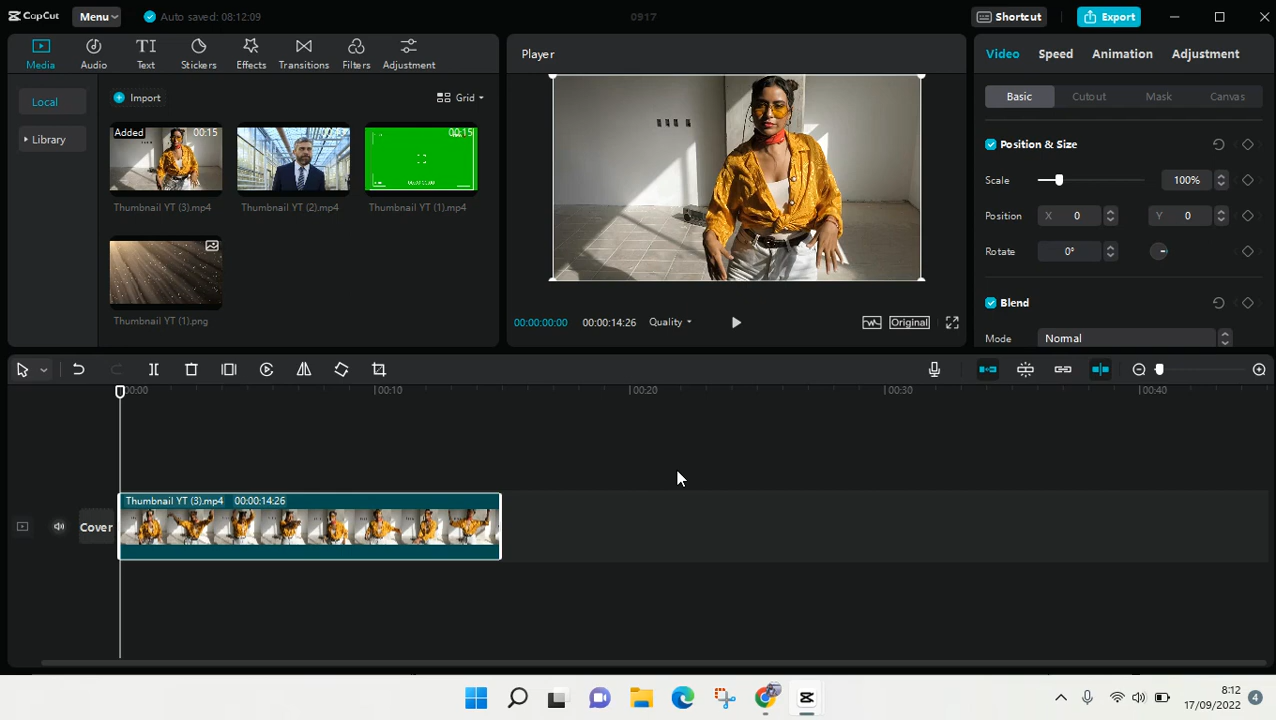 CapCut Menu Auto saved: 08:12:09 0917 Shortcut Export
Media Audio Text Stickers Effects Transitions Filters Adjustment
Player
Video Speed Animation Adjustment
Local
Library
Import
Grid
Added 00:15
Thumbnail YT (3).mp4
Thumbnail YT (2).mp4
00:15
Thumbnail YT (1).mp4
Thumbnail YT (1).png
00:00:00:00 00:00:14:26 Quality Original
Basic Cutout Mask Canvas
Position & Size
Scale 100%
Position X 0 Y 0
Rotate 0°
Blend
Mode Normal
00:00 00:10 00:20 00:30 00:40
Thumbnail YT (3).mp4 00:00:14:26
Cover
8:12
17/09/2022
4